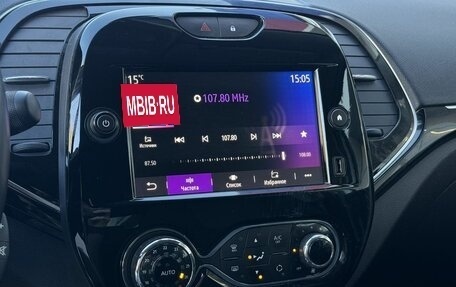 15°C
15:05
MBIB.RU
107.80 MHz
Источник
107.80
87.50
108.00
Частота
Список
Избранное
AUTO
A/C